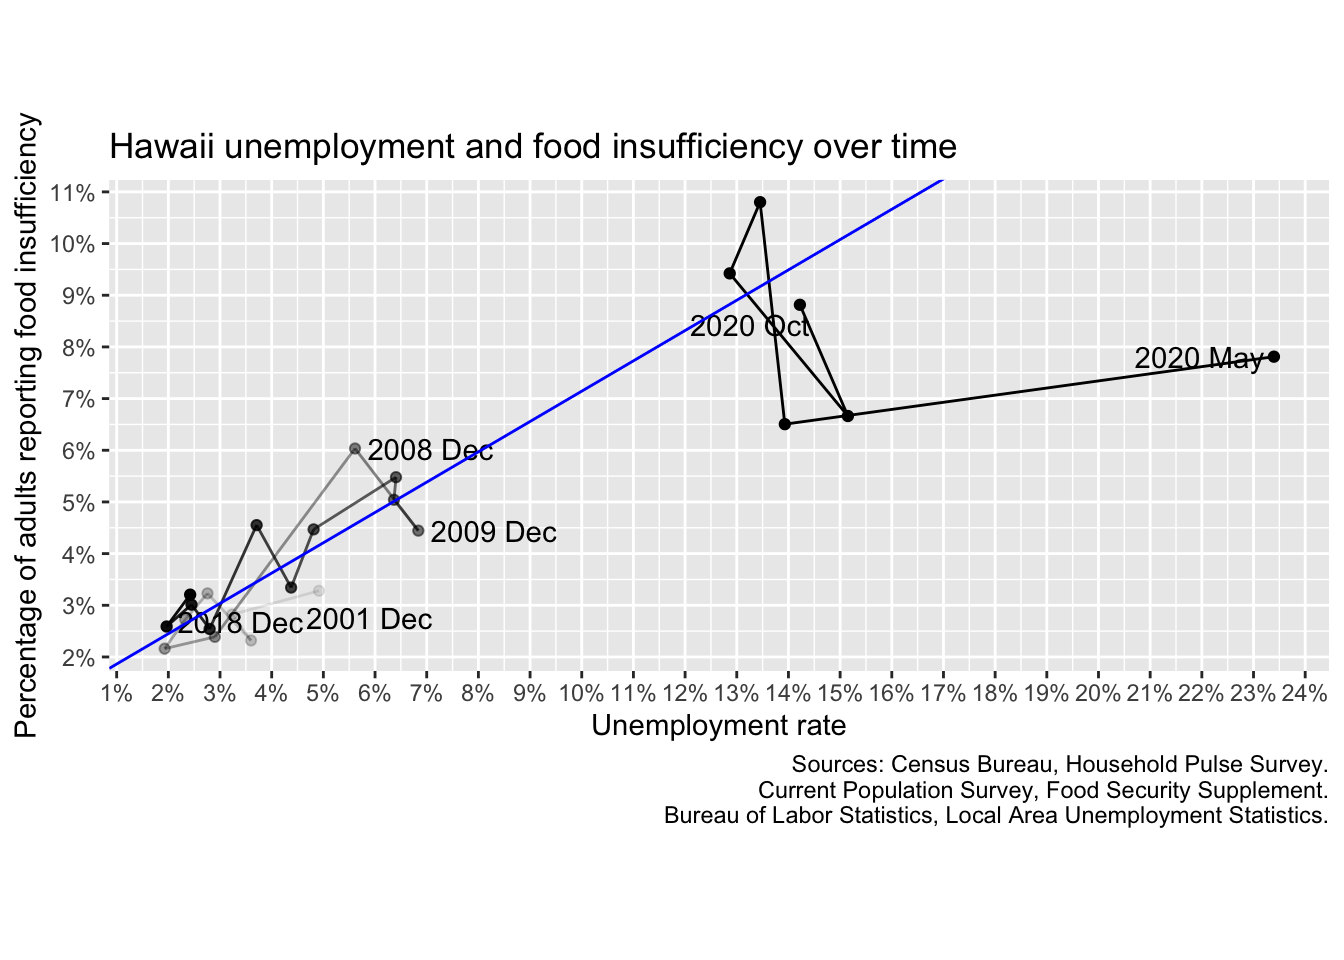 Hawaii unemployment and food insufficiency over time
Percentage of adults reporting food insufficiency
11%
10%
9%
8%
7%
6%
5%
4%
3%
2%
2020 Oct
2020 May
2008 Dec
2009 Dec
2018 Dec
2001 Dec
1% 2% 3% 4% 5% 6% 7% 8% 9% 10% 11% 12% 13% 14% 15% 16% 17% 18% 19% 20% 21% 22% 23% 24%
Unemployment rate
Sources: Census Bureau, Household Pulse Survey.
Current Population Survey, Food Security Supplement.
Bureau of Labor Statistics, Local Area Unemployment Statistics.